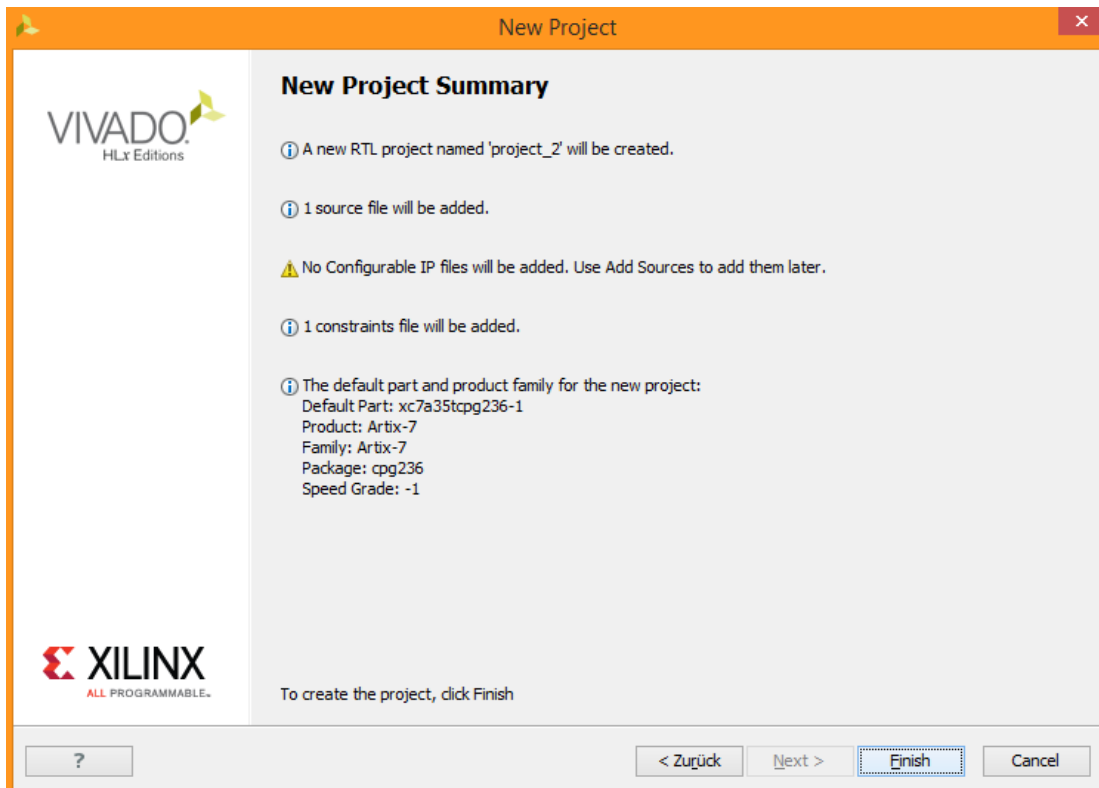 New Project
VIVADO.
HLx Editions
New Project Summary
A new RTL project named 'project_2' will be created.
1 source file will be added.
No Configurable IP files will be added. Use Add Sources to add them later.
1 constraints file will be added.
The default part and product family for the new project:
Default Part: xc7a35tcpg236-1
Product: Artix-7
Family: Artix-7
Package: cpg236
Speed Grade: -1
XILINX
ALL PROGRAMMABLE™
To create the project, click Finish
? < Zurück Next > Finish Cancel